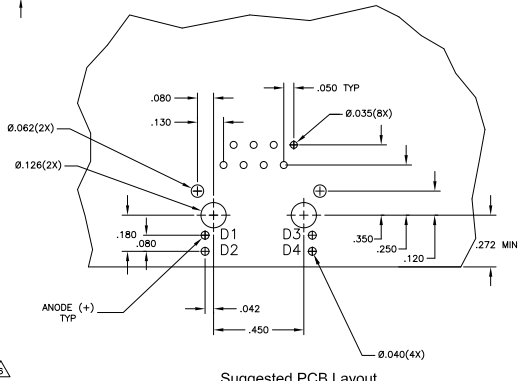 .050 TYP
.080
Ø.035(8X)
.130
Ø.062(2X)
Ø.126(2X)
D1
D3
.180
.080
D2
D4
.350
.250
.120
.272 MIN
ANODE (+)
TYP
.042
.450
Ø.040(4X)
Suggested PCB Layout